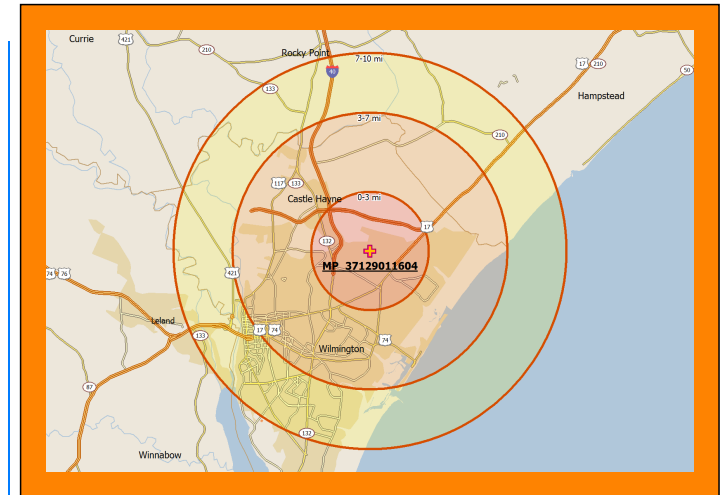 Currie
421
210
Rocky Point
7-10 mi
17
210
40
50
133
Hampstead
3-7 mi
210
117
133
0-3 mi
Castle Hayne
17
132
MP_37129011604
74
76
421
Leland
133
17
74
74
Wilmington
87
132
Winnabow